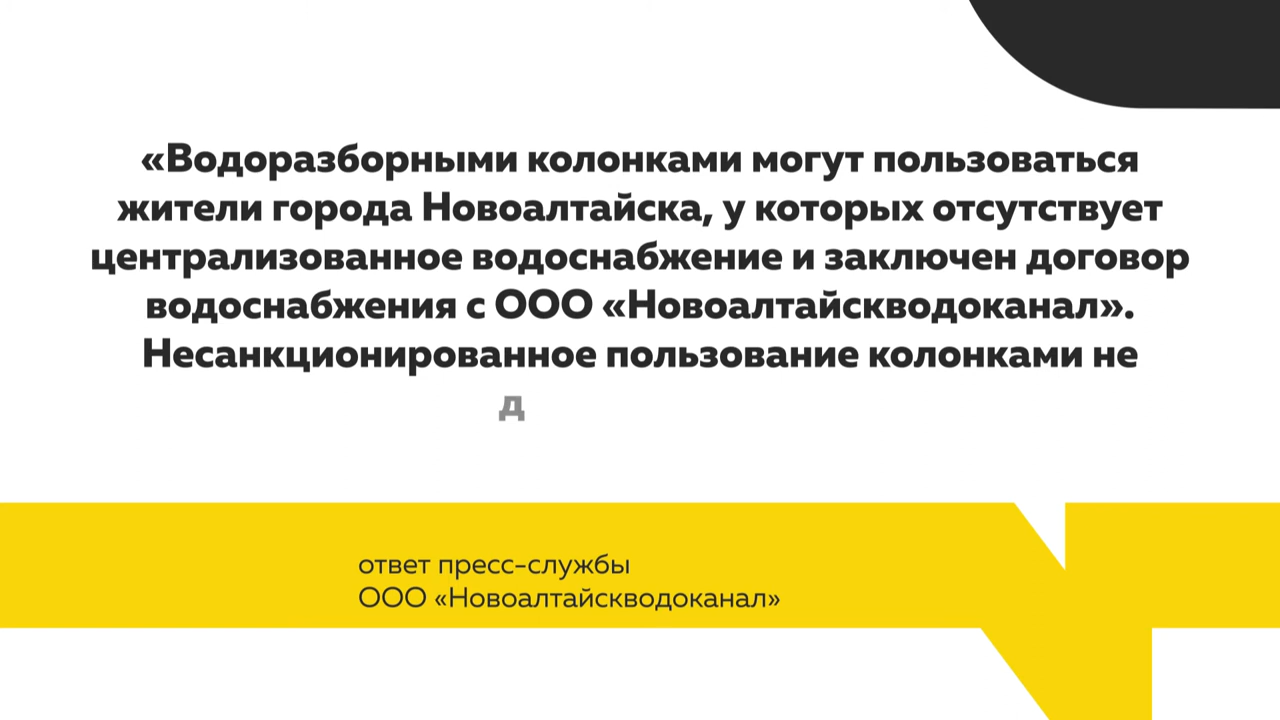 «Водоразборными колонками могут пользоваться
жители города Новоалтайска, у которых отсутствует
централизованное водоснабжение и заключен договор
водоснабжения с ООО «Новоалтайскводоканал».
Несанкционированное пользование колонками не
д
ответ пресс-службы
ООО «Новоалтайскводоканал»